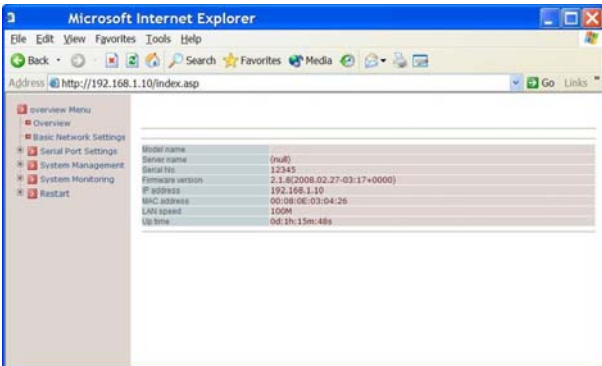 Microsoft Internet Explorer
File Edit View Favorites Tools Help
Back Search Favorites Media
Address http://192.168.1.10/index.asp Go Links
overview Menu
Overview
Basic Network Settings
Serial Port Settings
System Management
System Monitoring
Restart
Model name
Server name (null)
Serial No 12345
Firmware version 2.1.6(2008.02.27-03:17+0000)
IP address 192.168.1.10
MAC address 00:08:0E:03:04:26
LAN speed 100M
Up time 0d:1h:15m:48s